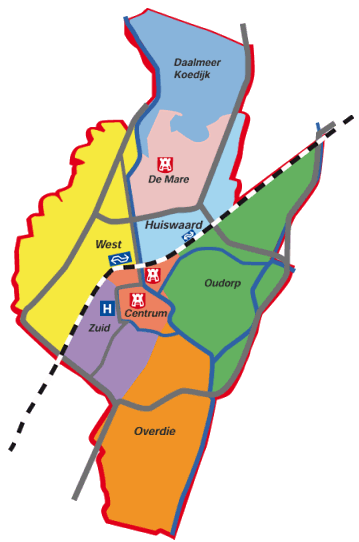 Daalmeer
Koedijk
De Mare
Huiswaard
West
Oudorp
H
Centrum
Zuid
Overdie